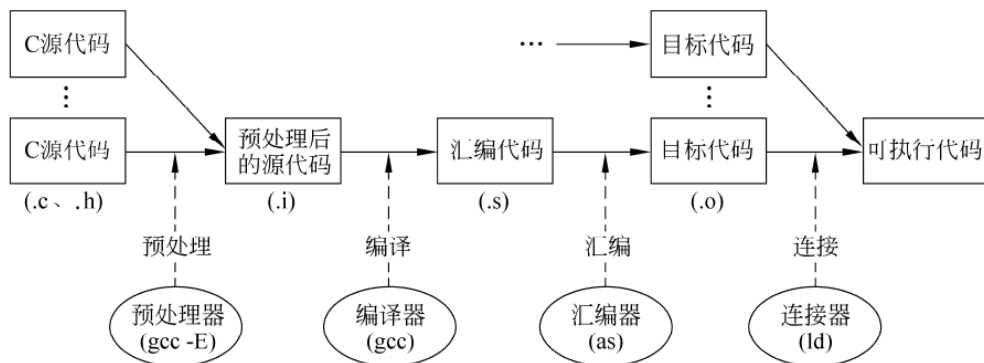 C源代码
…
目标代码
⋮
⋮
C源代码
预处理后
的源代码
汇编代码
目标代码
可执行代码
(.c 、.h)
(.i)
(.s)
(.o)
预处理
编译
汇编
连接
预处理器
(gcc -E)
编译器
(gcc)
汇编器
(as)
连接器
(ld)